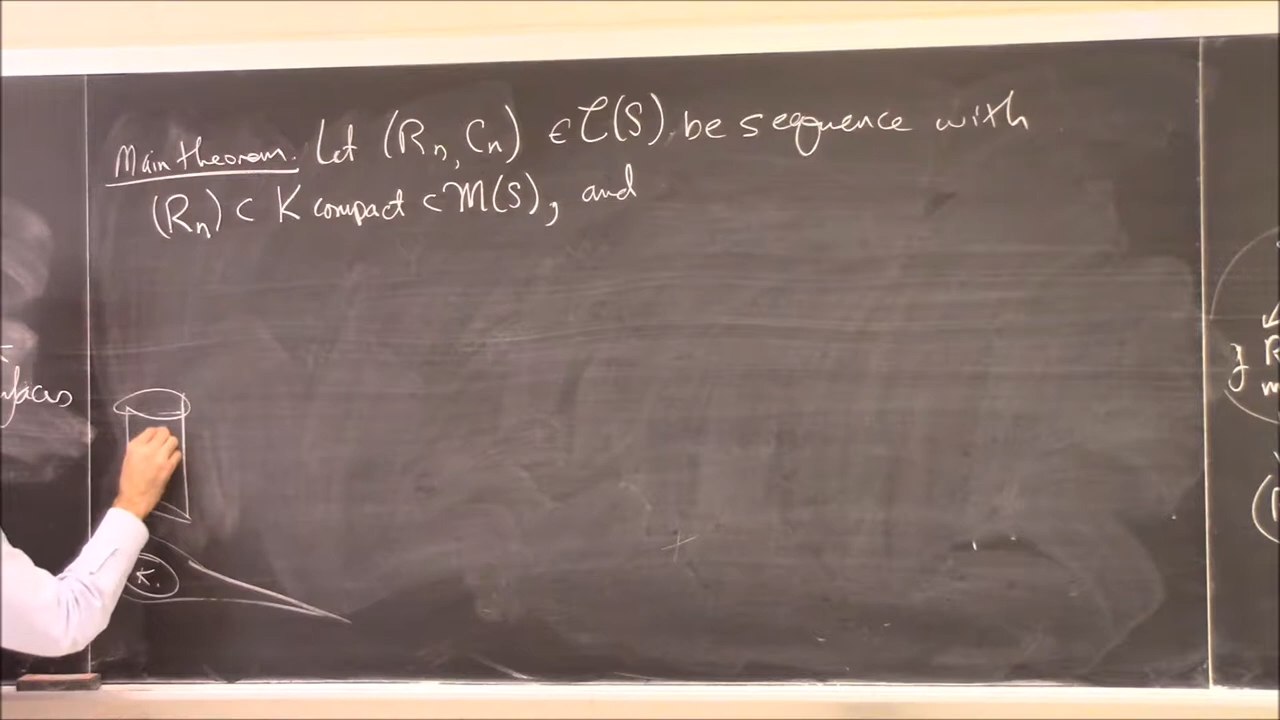 Main theorem. Let (Rₙ, Cₙ) ∈ 𝒞(S) be sequence with
(Rₙ) ⊂ K compact ⊂ ℳ(S), and
K.